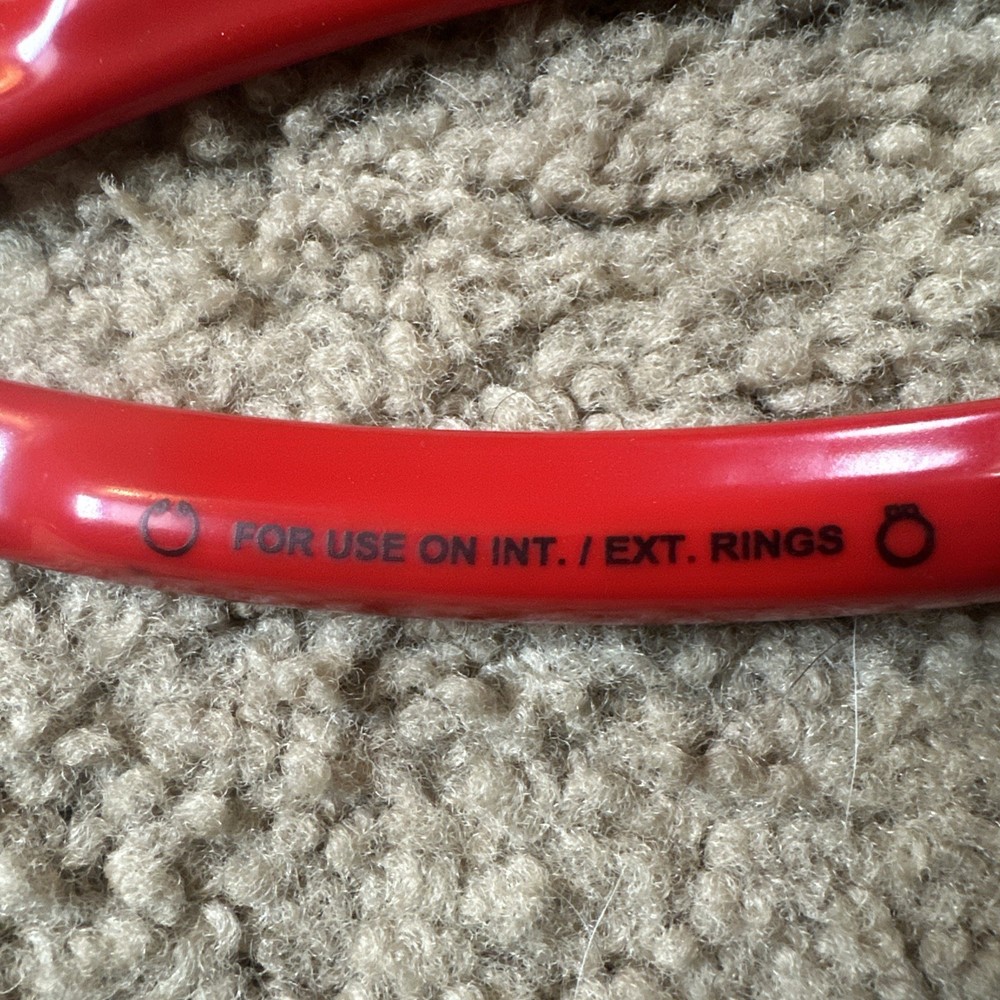 FOR USE ON INT. / EXT. RINGS